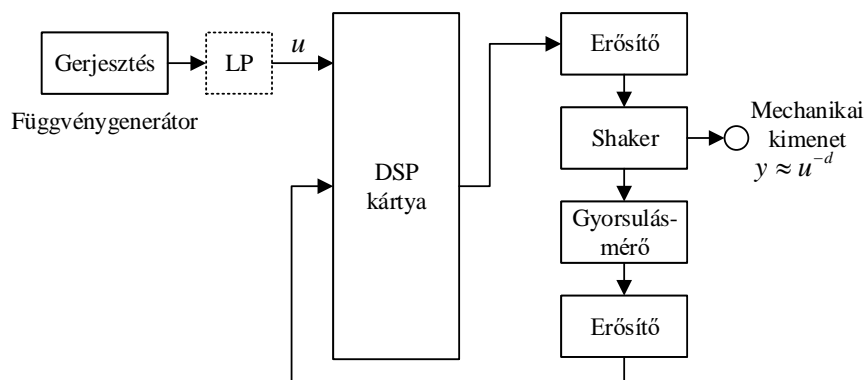 Gerjesztés
Függvénygenerátor
LP
u
DSP
kártya
Erősítő
Shaker
Mechanikai
kimenet
y ≈ u^{-d}
Gyorsulás-
mérő
Erősítő